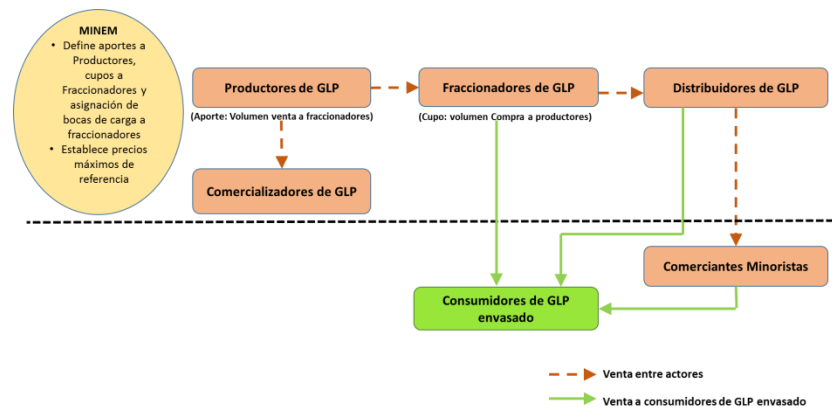 MINEM
• Define aportes a
Productores,
cupos a
Fraccionadores y
asignación de
bocas de carga a
fraccionadores
• Establece precios
máximos de
referencia
Productores de GLP
(Aporte: Volumen venta a fraccionadores)
Fraccionadores de GLP
(Cupo: volumen Compra a productores)
Distribuidores de GLP
Comercializadores de GLP
Comerciantes Minoristas
Consumidores de GLP
envasado
Venta entre actores
Venta a consumidores de GLP envasado